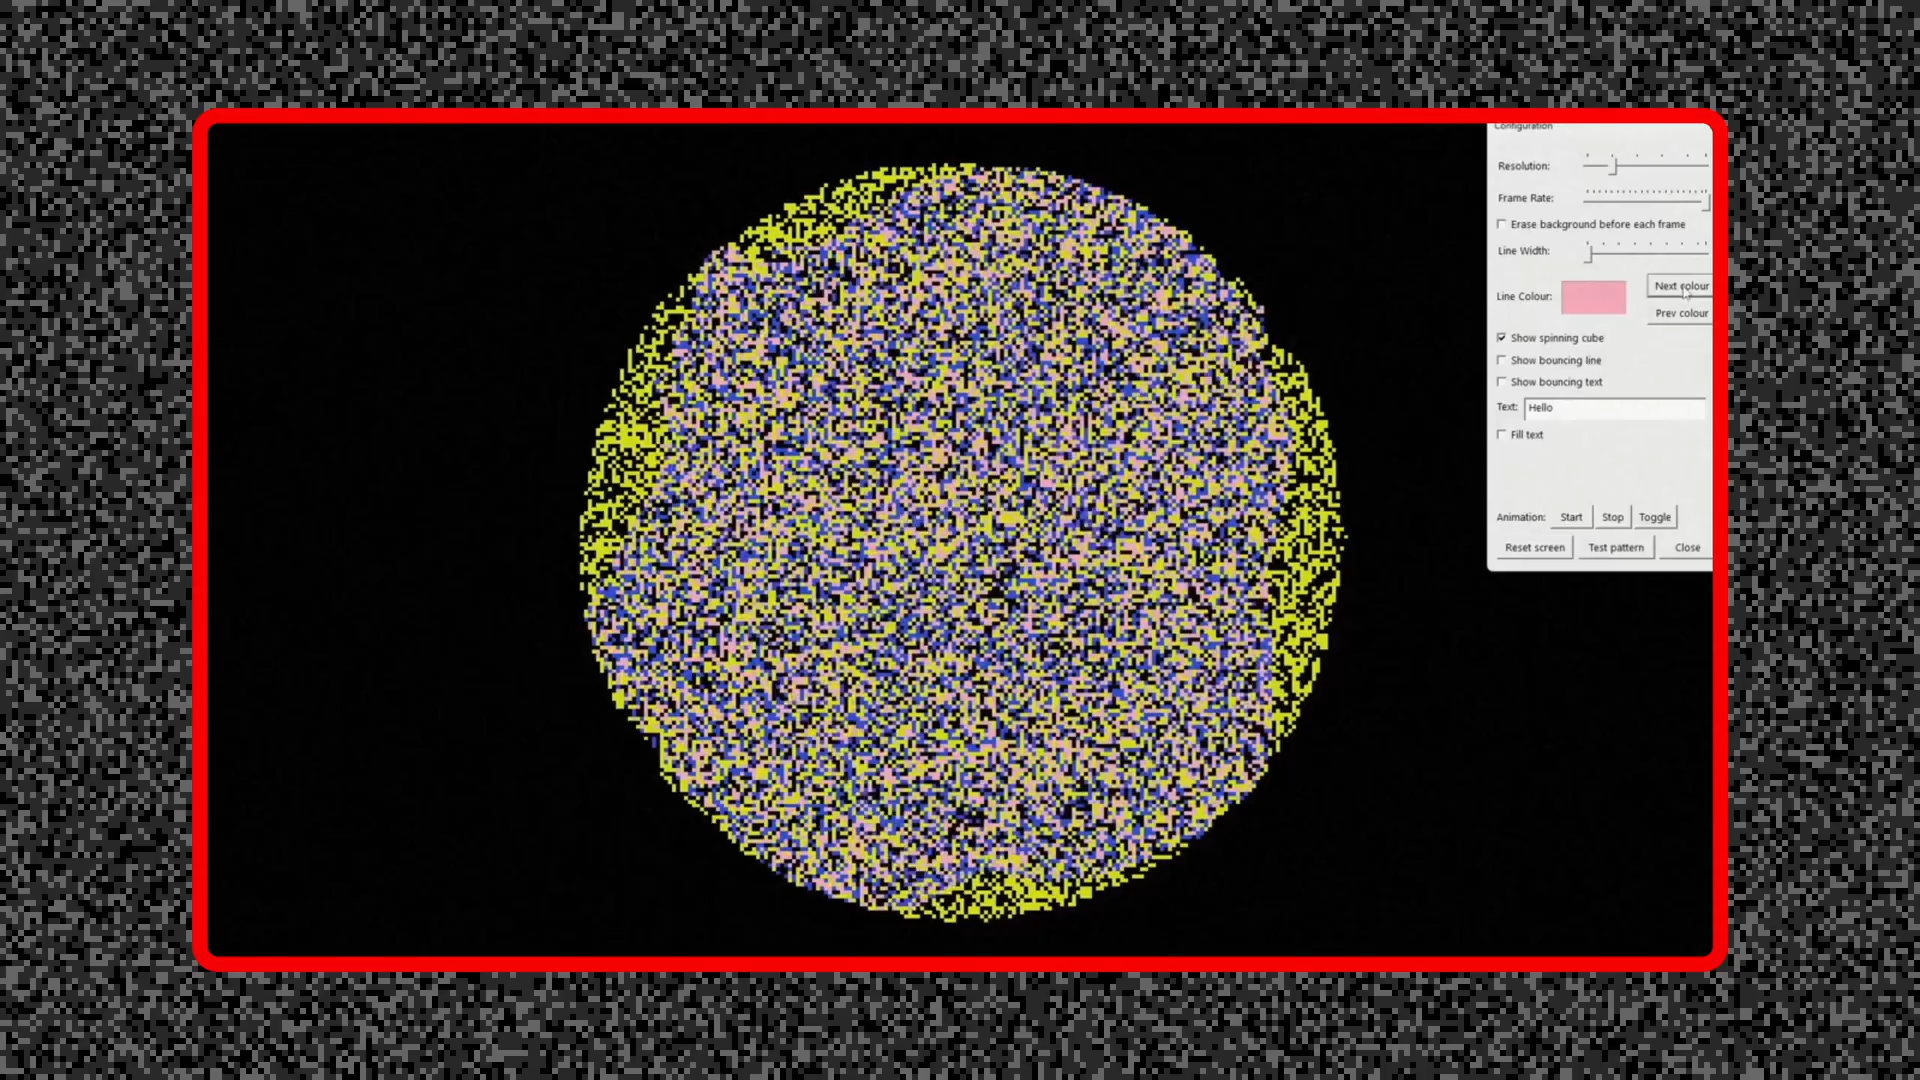 Configuration
Resolution:
Frame Rate:
Erase background before each frame
Line Width:
Line Colour:
Next colour
Prev colour
Show spinning cube
Show bouncing line
Show bouncing text
Text: Hello
Fill text
Animation: Start Stop Toggle
Reset screen Test pattern Close